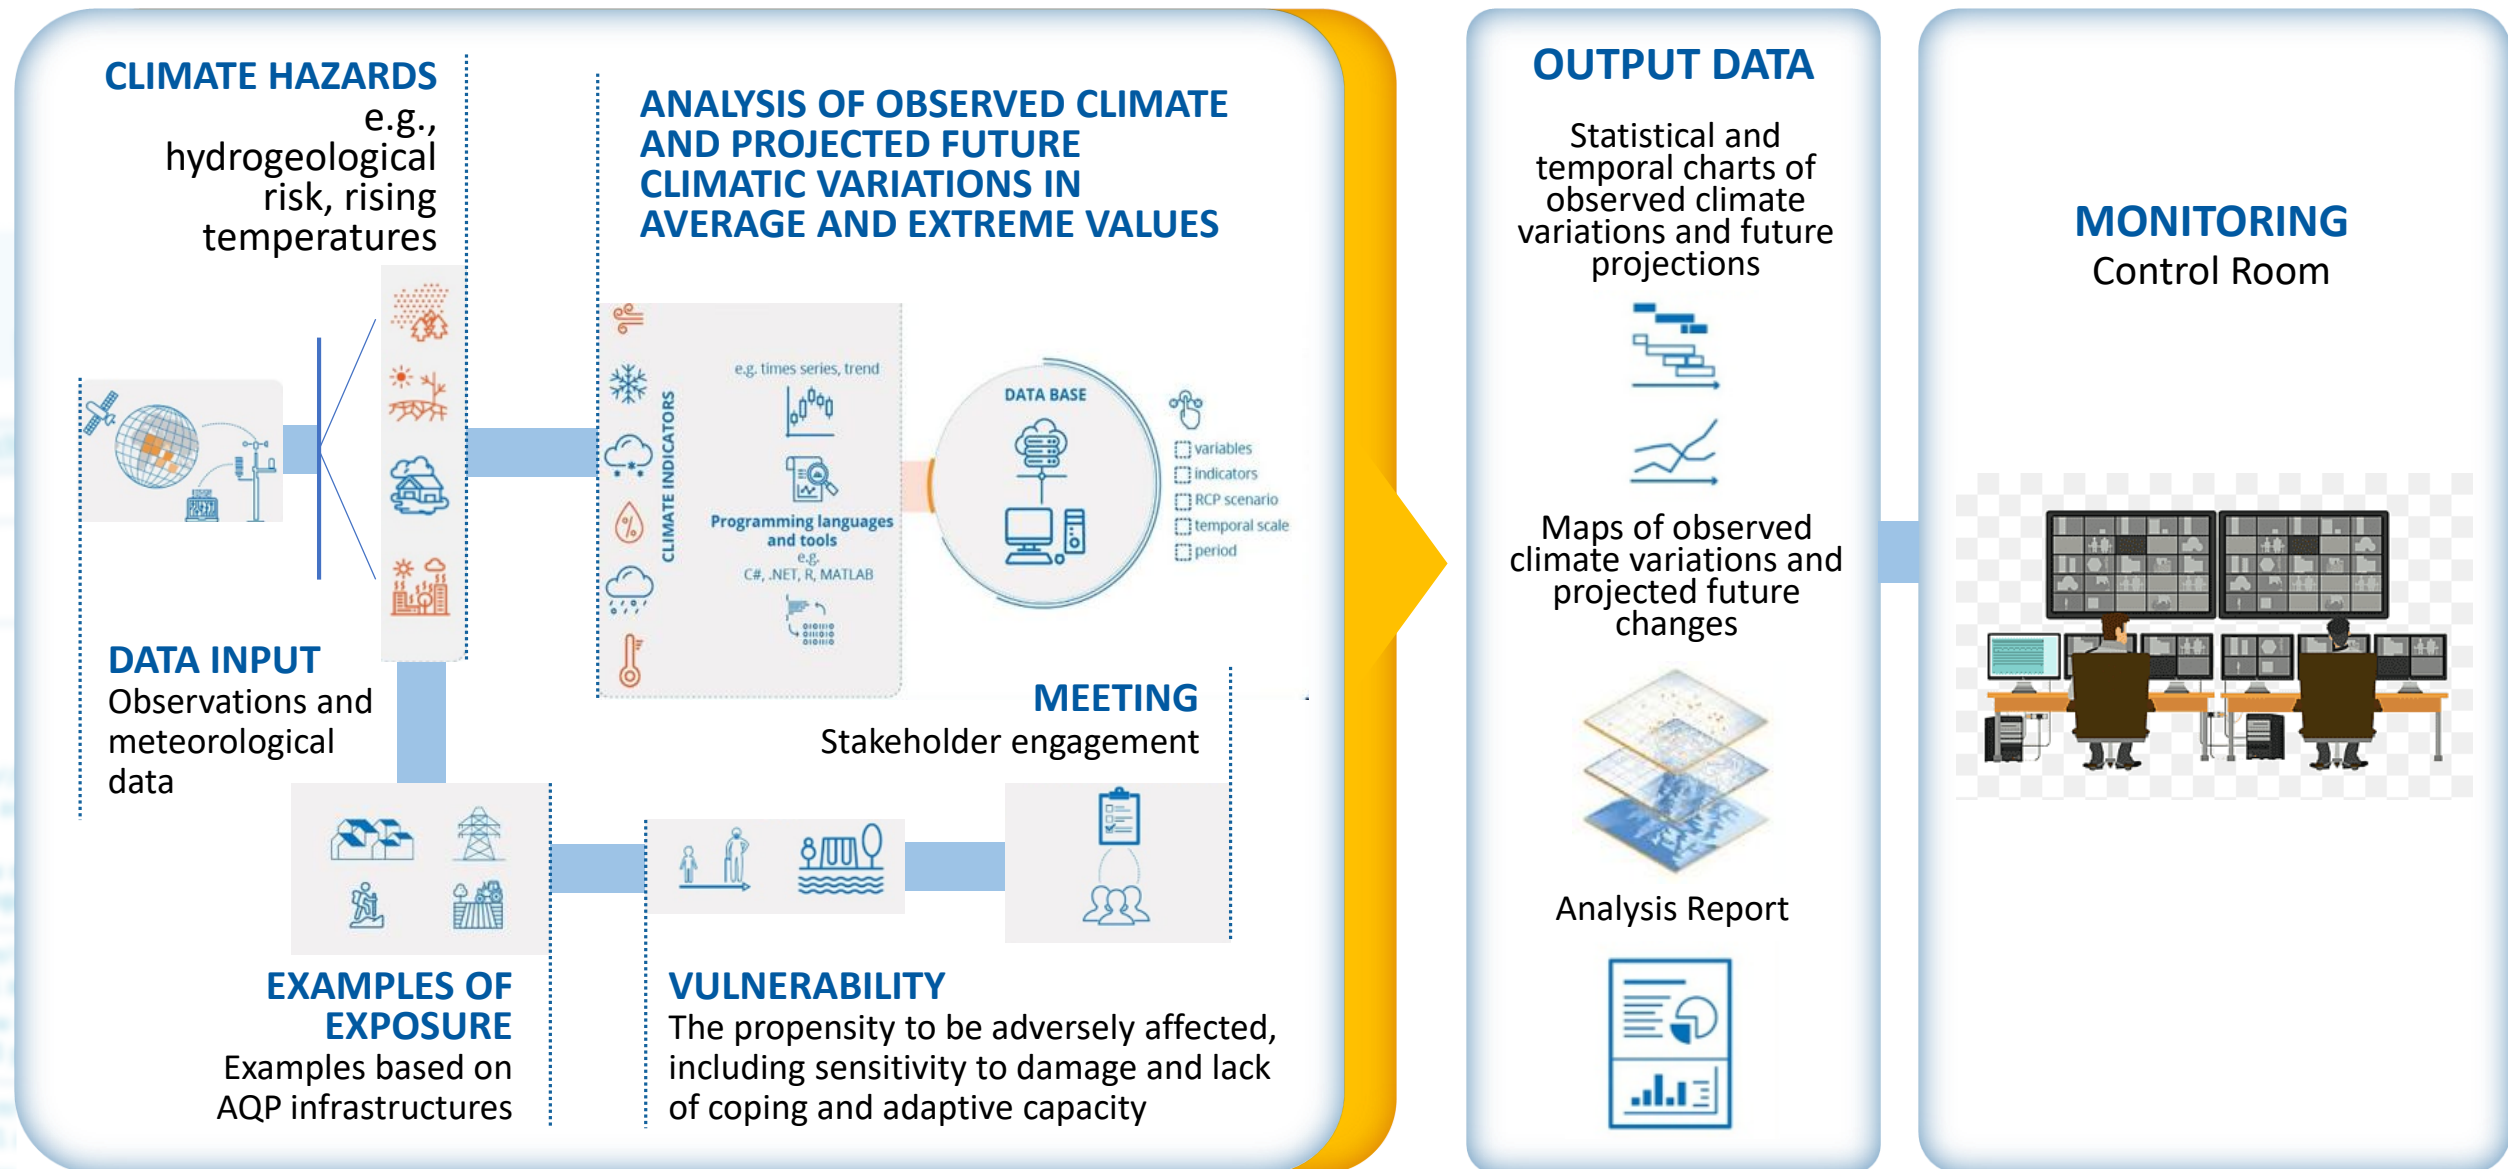 CLIMATE HAZARDS
e.g.,
hydrogeological
risk, rising
temperatures
DATA INPUT
Observations and
meteorological
data
ANALYSIS OF OBSERVED CLIMATE
AND PROJECTED FUTURE
CLIMATIC VARIATIONS IN
AVERAGE AND EXTREME VALUES
CLIMATE INDICATORS
%
e.g. times series, trend
Programming languages
and tools
e.g.
C#, .NET, R, MATLAB
010110
011010
010110
DATA BASE
variables
indicators
RCP scenario
temporal scale
period
MEETING
Stakeholder engagement
EXAMPLES OF
EXPOSURE
Examples based on
AQP infrastructures
VULNERABILITY
The propensity to be adversely affected,
including sensitivity to damage and lack
of coping and adaptive capacity
OUTPUT DATA
Statistical and
temporal charts of
observed climate
variations and future
projections
Maps of observed
climate variations and
projected future
changes
Analysis Report
MONITORING
Control Room